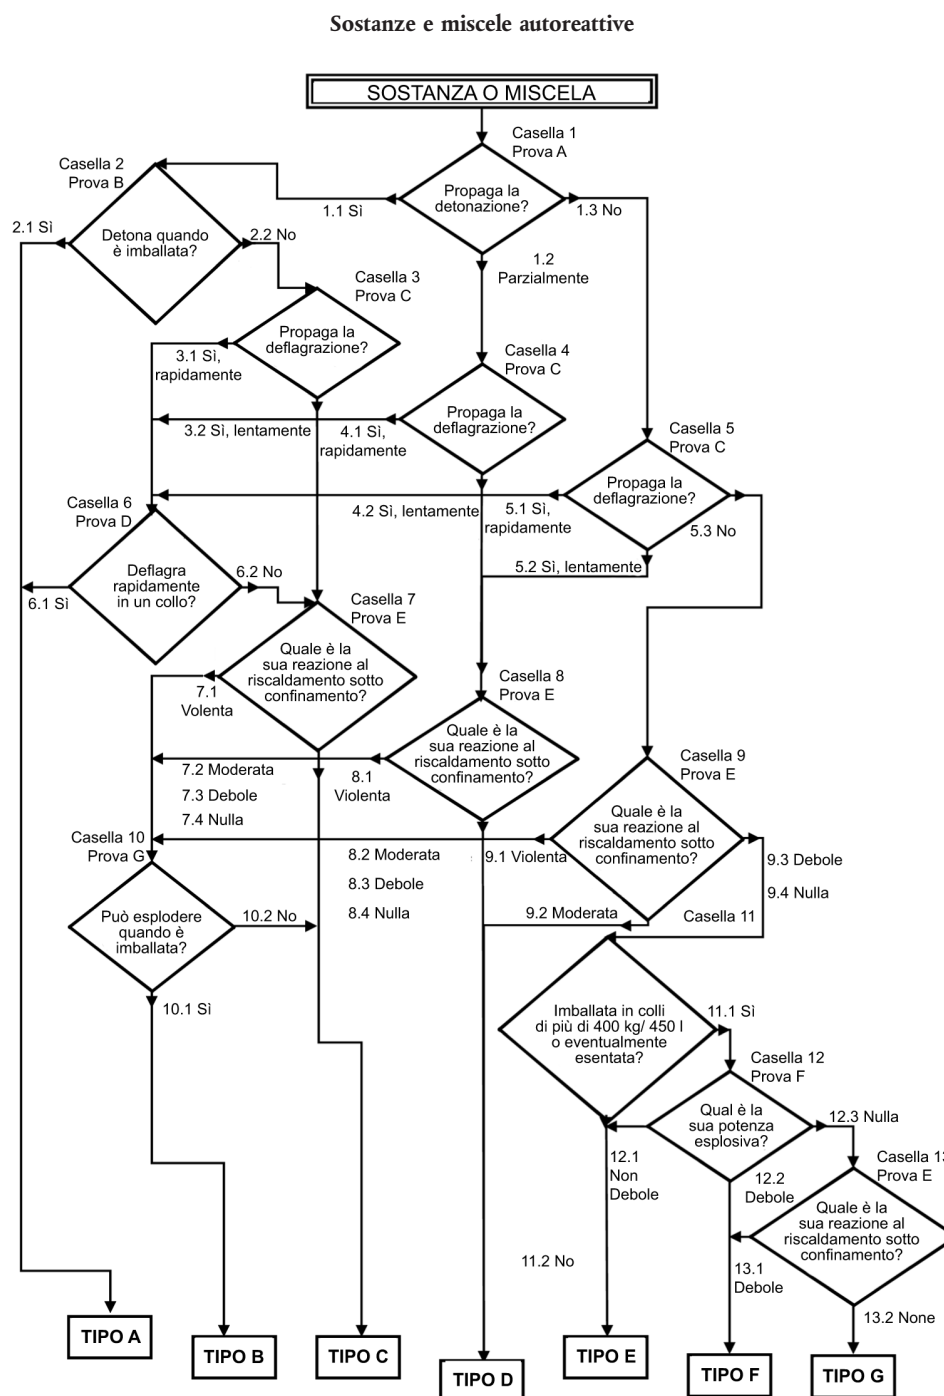 Sostanze e miscele autoreattive
SOSTANZA O MISCELA
Casella 1
Prova A
Propaga la
detonazione?
1.1 Sì
1.3 No
1.2
Parzialmente
Casella 2
Prova B
Detona quando
è imballata?
2.1 Sì
2.2 No
Casella 3
Prova C
Propaga la
deflagrazione?
3.1 Sì,
rapidamente
3.2 Sì, lentamente
Casella 4
Prova C
Propaga la
deflagrazione?
4.1 Sì,
rapidamente
4.2 Sì, lentamente
Casella 5
Prova C
Propaga la
deflagrazione?
5.1 Sì,
rapidamente
5.3 No
5.2 Sì, lentamente
Casella 6
Prova D
Deflagra
rapidamente
in un collo?
6.1 Sì
6.2 No
Casella 7
Prova E
Quale è la
sua reazione al
riscaldamento sotto
confinamento?
7.1
Volenta
7.2 Moderata
7.3 Debole
7.4 Nulla
Casella 8
Prova E
Quale è la
sua reazione al
riscaldamento sotto
confinamento?
8.1
Violenta
8.2 Moderata
8.3 Debole
8.4 Nulla
Casella 9
Prova E
Quale è la
sua reazione al
riscaldamento sotto
confinamento?
9.1 Violenta
9.2 Moderata
9.3 Debole
9.4 Nulla
Casella 10
Prova G
Può esplodere
quando è
imballata?
10.2 No
10.1 Sì
Casella 11
Imballata in colli
di più di 400 kg/ 450 l
o eventualmente
esentata?
11.1 Sì
11.2 No
Casella 12
Prova F
Qual è la
sua potenza
esplosiva?
12.1
Non
Debole
12.2
Debole
12.3 Nulla
Casella 13
Prova E
Quale è la
sua reazione al
riscaldamento sotto
confinamento?
13.1
Debole
13.2 None
TIPO A
TIPO B
TIPO C
TIPO D
TIPO E
TIPO F
TIPO G